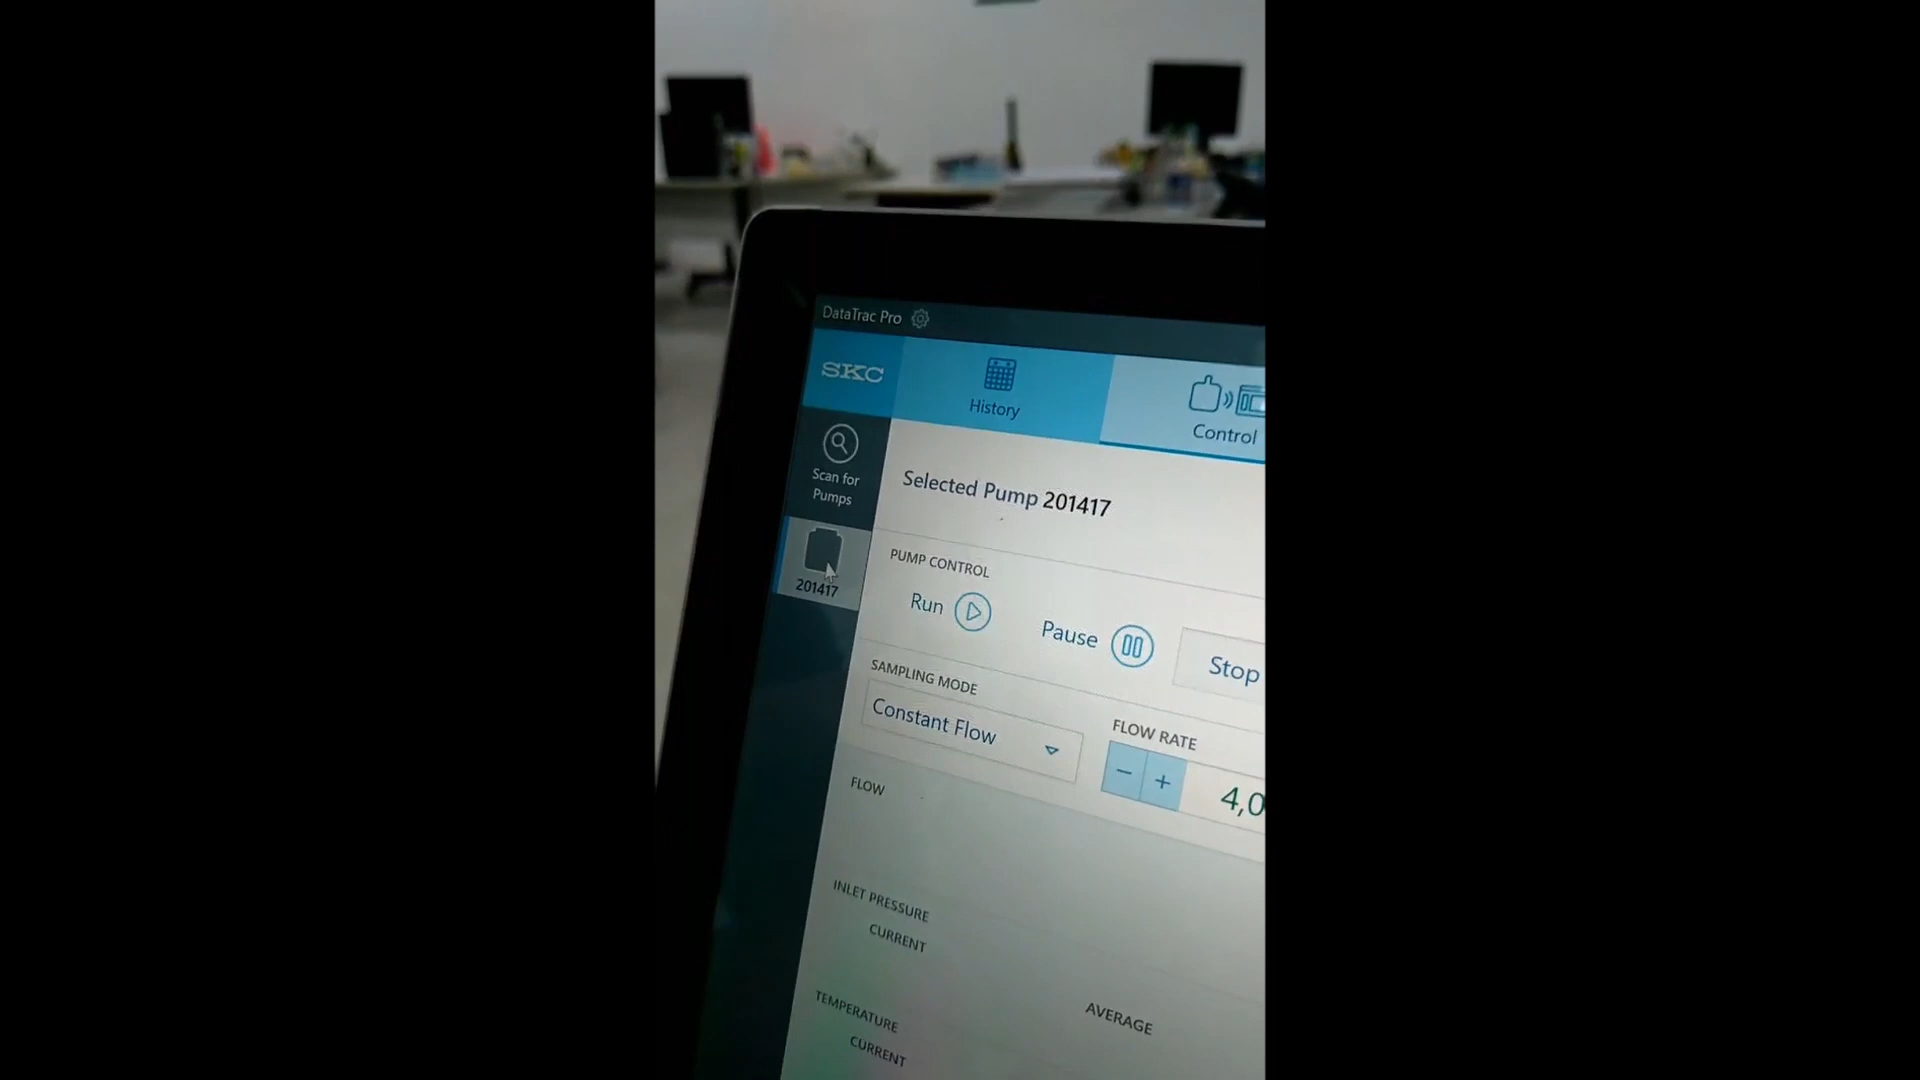 DataTrac Pro
SKC
History
Control
Scan for
Pumps
201417
Selected Pump 201417
PUMP CONTROL
Run
Pause
Stop
SAMPLING MODE
Constant Flow
FLOW RATE
- +
4,0
FLOW
INLET PRESSURE
CURRENT
AVERAGE
TEMPERATURE
CURRENT